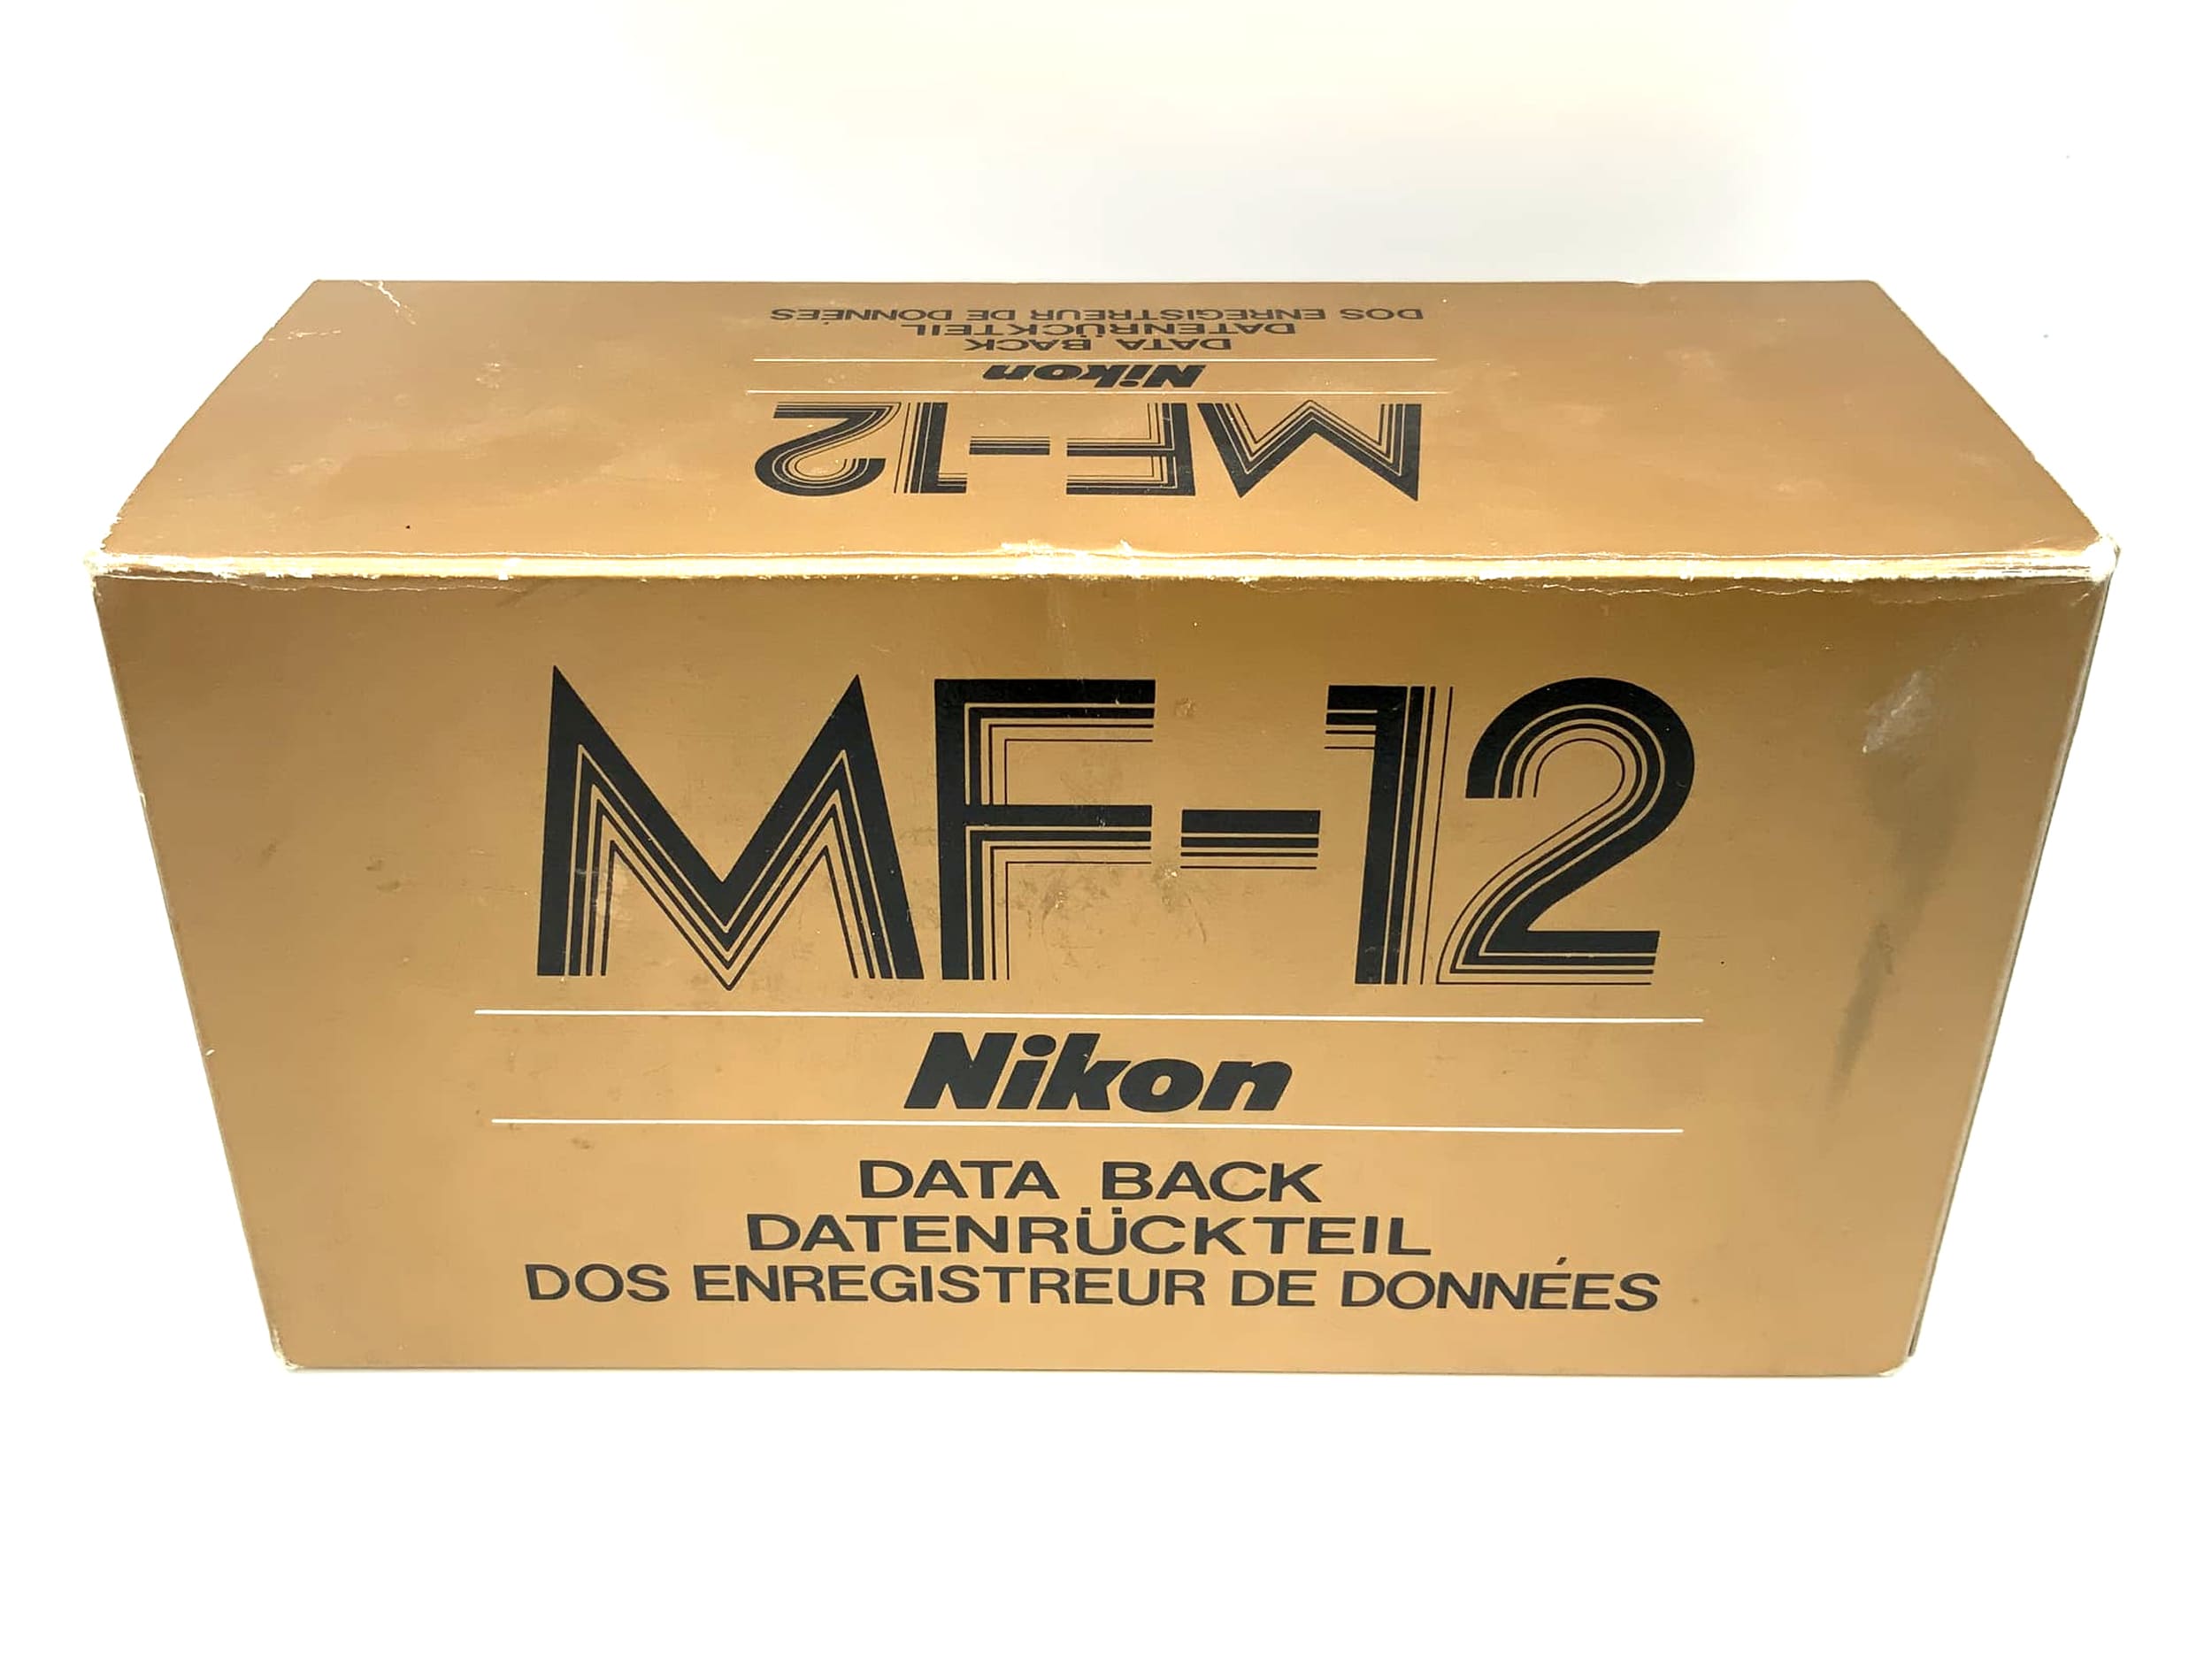 DOS ENREGISTREUR DE DONNÉES
DATENRÜCKTEIL
DATA BACK
Nikon
MF-12
MF-12
Nikon
DATA BACK
DATENRÜCKTEIL
DOS ENREGISTREUR DE DONNÉES